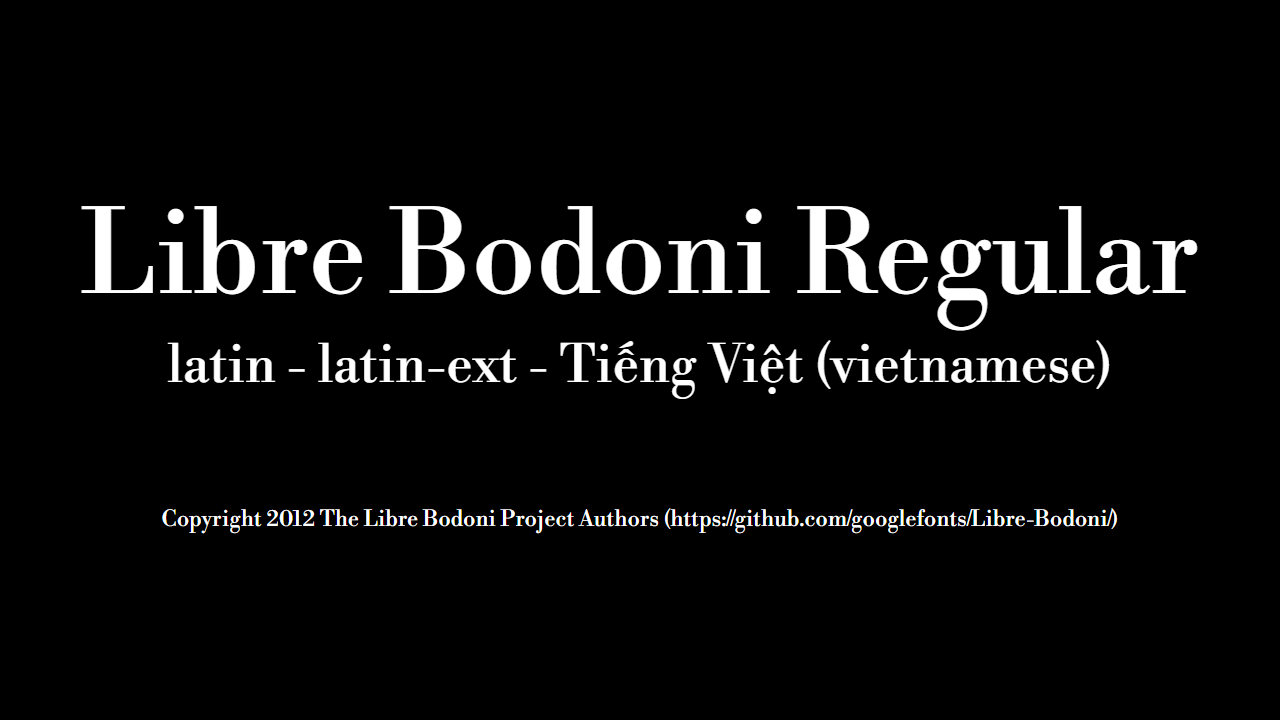 Libre Bodoni Regular
latin - latin-ext - Tiếng Việt (vietnamese)
Copyright 2012 The Libre Bodoni Project Authors (https://github.com/googlefonts/Libre-Bodoni/)